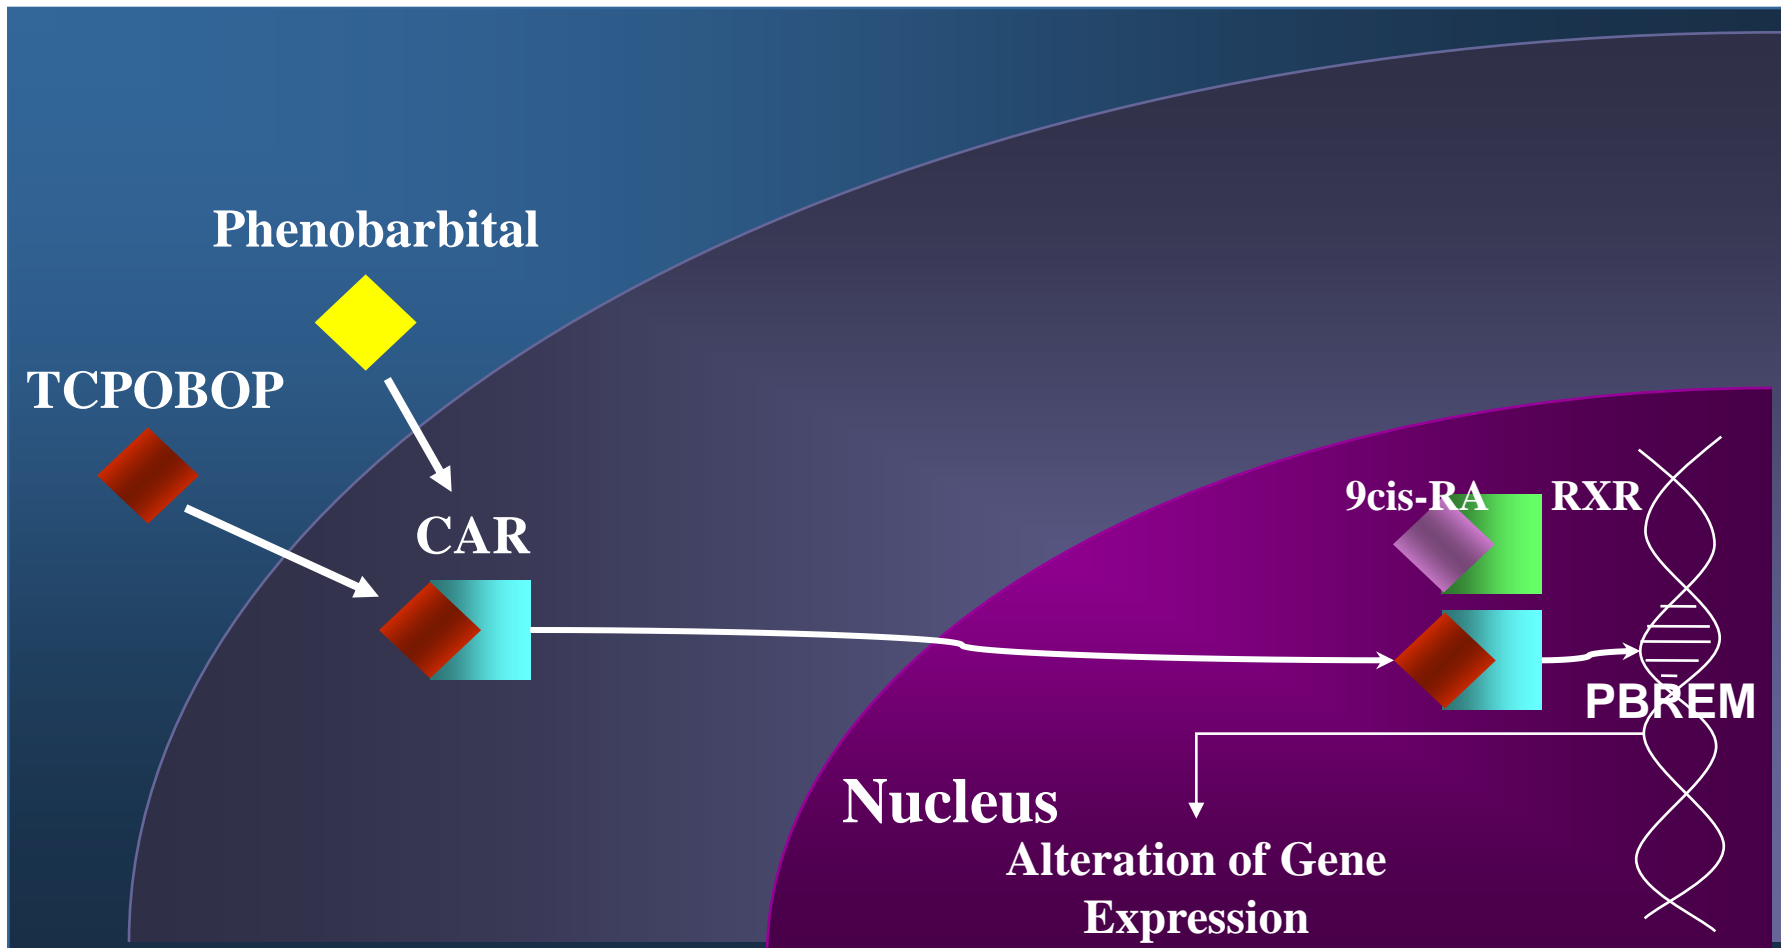 Phenobarbital
TCPOBOP
CAR
9cis-RA RXR
PBREM
Nucleus
Alteration of Gene
Expression